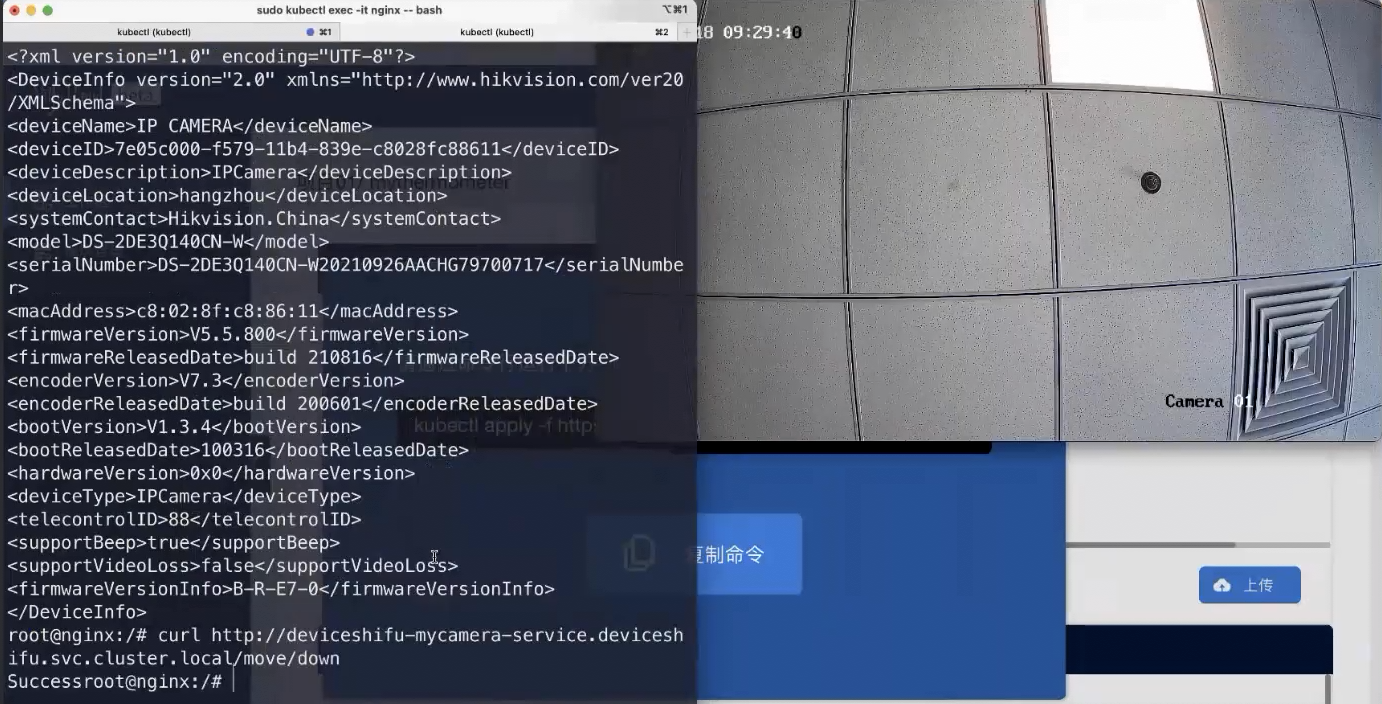 sudo kubectl exec -it nginx -- bash
⌥⌘1
kubectl (kubectl)
⌘1
kubectl (kubectl)
⌘2
<?xml version="1.0" encoding="UTF-8"?>
<DeviceInfo version="2.0" xmlns="http://www.hikvision.com/ver20
/XMLSchema">
<deviceName>IP CAMERA</deviceName>
<deviceID>7e05c000-f579-11b4-839e-c8028fc88611</deviceID>
<deviceDescription>IPCamera</deviceDescription>
<deviceLocation>hangzhou</deviceLocation>
<systemContact>Hikvision.China</systemContact>
<model>DS-2DE3Q140CN-W</model>
<serialNumber>DS-2DE3Q140CN-W20210926AACHG79700717</serialNumbe
r>
<macAddress>c8:02:8f:c8:86:11</macAddress>
<firmwareVersion>V5.5.800</firmwareVersion>
<firmwareReleasedDate>build 210816</firmwareReleasedDate>
<encoderVersion>V7.3</encoderVersion>
<encoderReleasedDate>build 200601</encoderReleasedDate>
<bootVersion>V1.3.4</bootVersion>
<bootReleasedDate>100316</bootReleasedDate>
<hardwareVersion>0x0</hardwareVersion>
<deviceType>IPCamera</deviceType>
<telecontrolID>88</telecontrolID>
<supportBeep>true</supportBeep>
<supportVideoLoss>false</supportVideoLoss>
<firmwareVersionInfo>B-R-E7-0</firmwareVersionInfo>
</DeviceInfo>
root@nginx:/# curl http://deviceshifu-mycamera-service.devicesh
ifu.svc.cluster.local/move/down
Successroot@nginx:/#
kubectl apply -f https
18 09:29:40
Camera 01
复制命令
上传